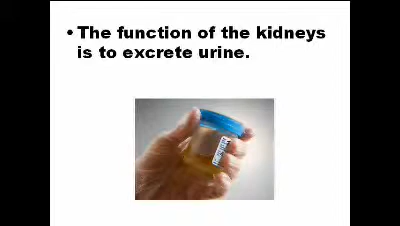 • The function of the kidneys
is to excrete urine.